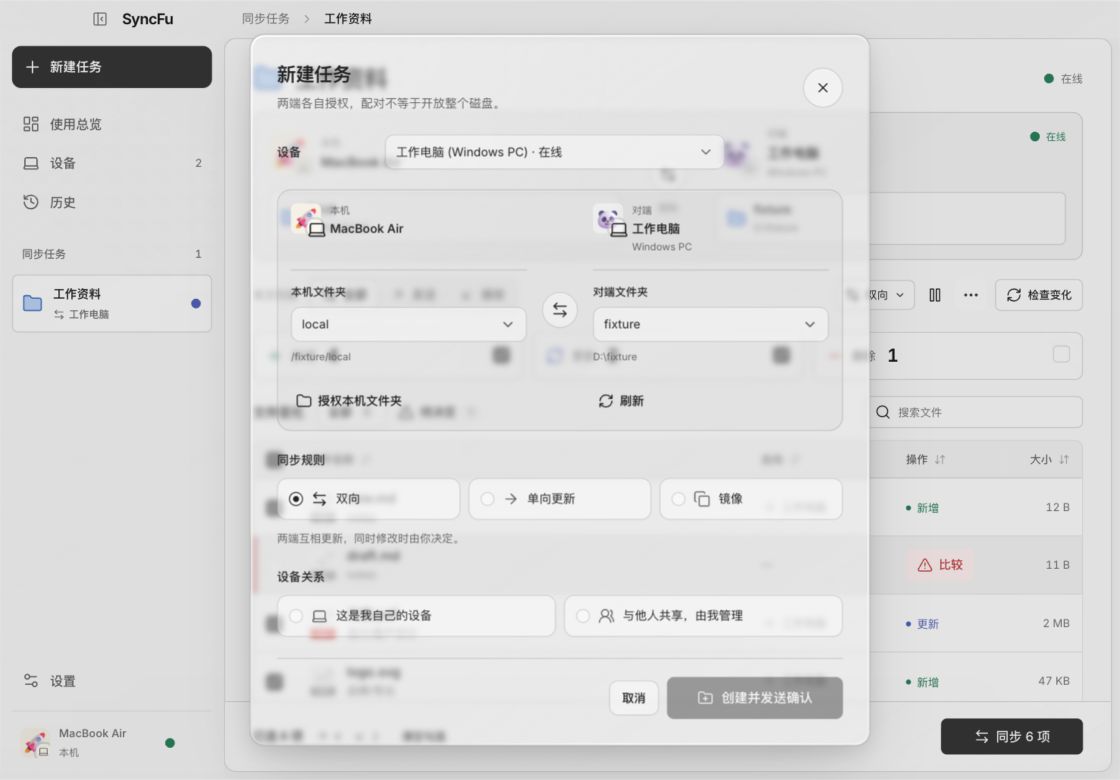 SyncFu
同步任务 > 工作资料
新建任务
使用总览
设备 2
历史
同步任务 1
工作资料
工作电脑
设置
MacBook Air
本机
新建任务
两端各自授权，配对不等于开放整个磁盘。
设备
工作电脑 (Windows PC) · 在线
本机
MacBook Air
对端
工作电脑
Windows PC
本机文件夹
local
/fixture/local
授权本机文件夹
对端文件夹
fixture
D:\fixture
刷新
同步规则
双向
单向更新
镜像
两端互相更新，同时修改时由你决定。
设备关系
这是我自己的设备
与他人共享，由我管理
取消
创建并发送确认
在线
在线
双向
检查变化
1
搜索文件
操作 大小
新增 12 B
比较 11 B
更新 2 MB
新增 47 KB
同步 6 项